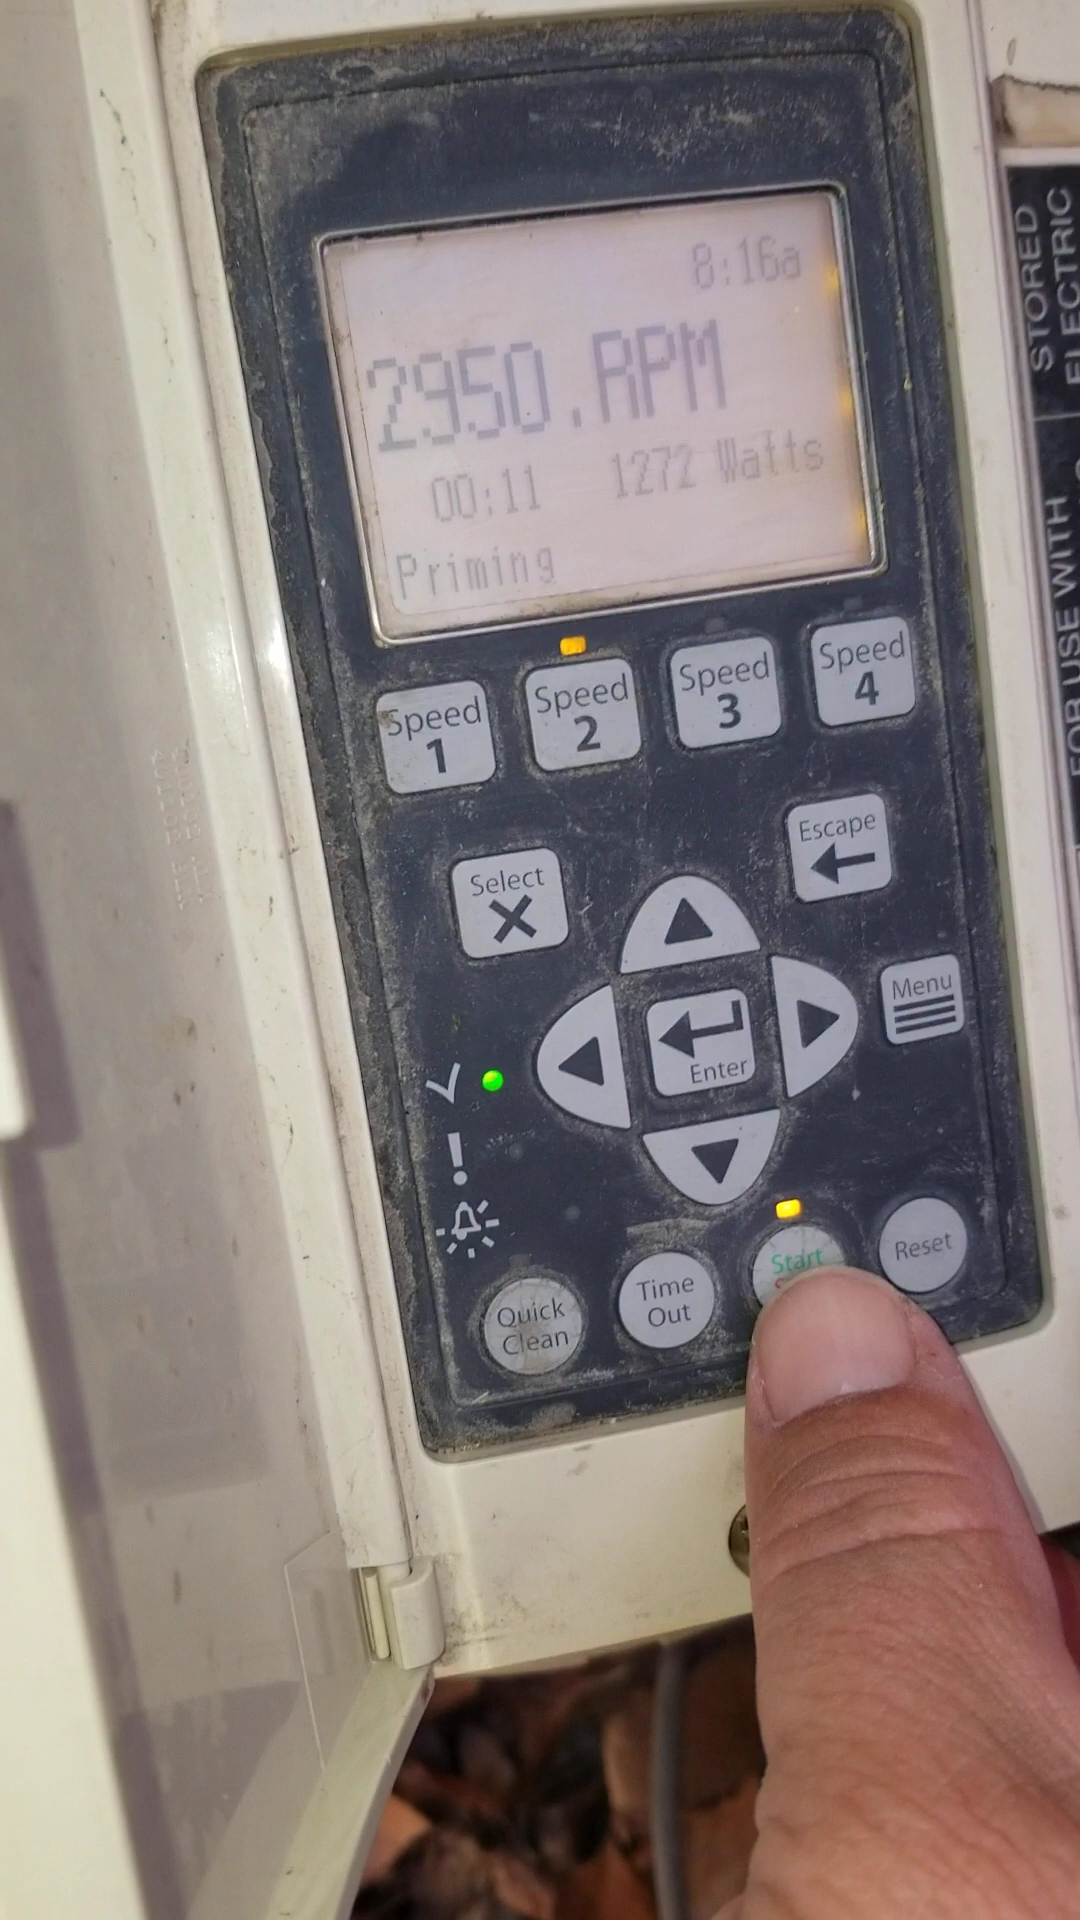 8:16a
2950.RPM
00:11 1272 Watts
Priming
Speed 1
Speed 2
Speed 3
Speed 4
Escape
Select
Menu
Enter
!
Start
Reset
Time
Out
Quick
Clean
STORED
ELECTRIC
FOR USE WITH